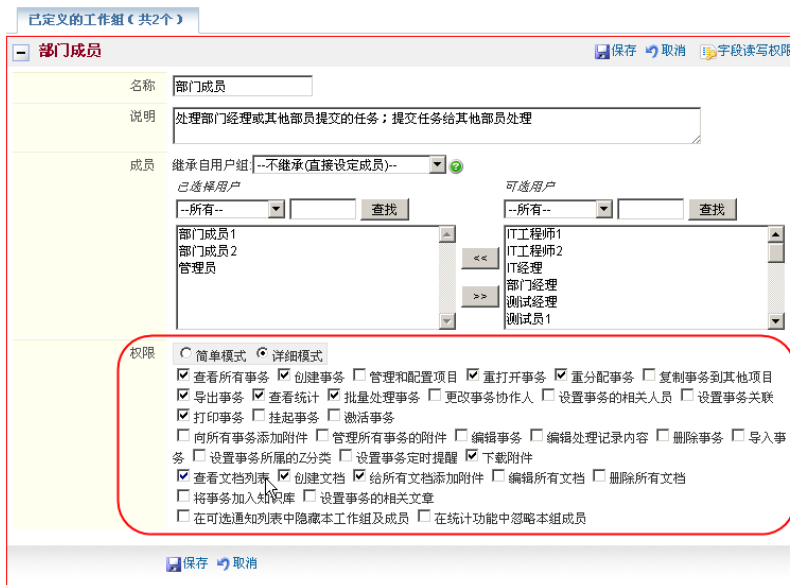 已定义的工作组(共2个)
部门成员 保存 取消 字段读写权限
名称 部门成员
说明 处理部门经理或其他部员提交的任务;提交任务给其他部员处理
成员 继承自用户组:--不继承(直接设定成员)--
已选择用户 可选用户
--所有-- 查找 --所有-- 查找
部门成员1 IT工程师1
部门成员2 IT工程师2
管理员 IT经理
<< 部门经理
>> 测试经理
测试员1
权限 简单模式 详细模式
查看所有事务 创建事务 管理和配置项目 重打开事务 重分配事务 复制事务到其他项目
导出事务 查看统计 批量处理事务 更改事务协作人 设置事务的相关人员 设置事务关联
打印事务 挂起事务 激活事务
向所有事务添加附件 管理所有事务的附件 编辑事务 编辑处理记录内容 删除事务 导入事
务 设置事务所属的Z分类 设置事务定时提醒 下载附件
查看文档列表 创建文档 给所有文档添加附件 编辑所有文档 删除所有文档
将事务加入知识库 设置事务的相关文章
在可选通知列表中隐藏本工作组及成员 在统计功能中忽略本组成员
保存 取消